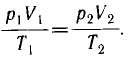 p₁V₁/T₁ = p₂V₂/T₂.